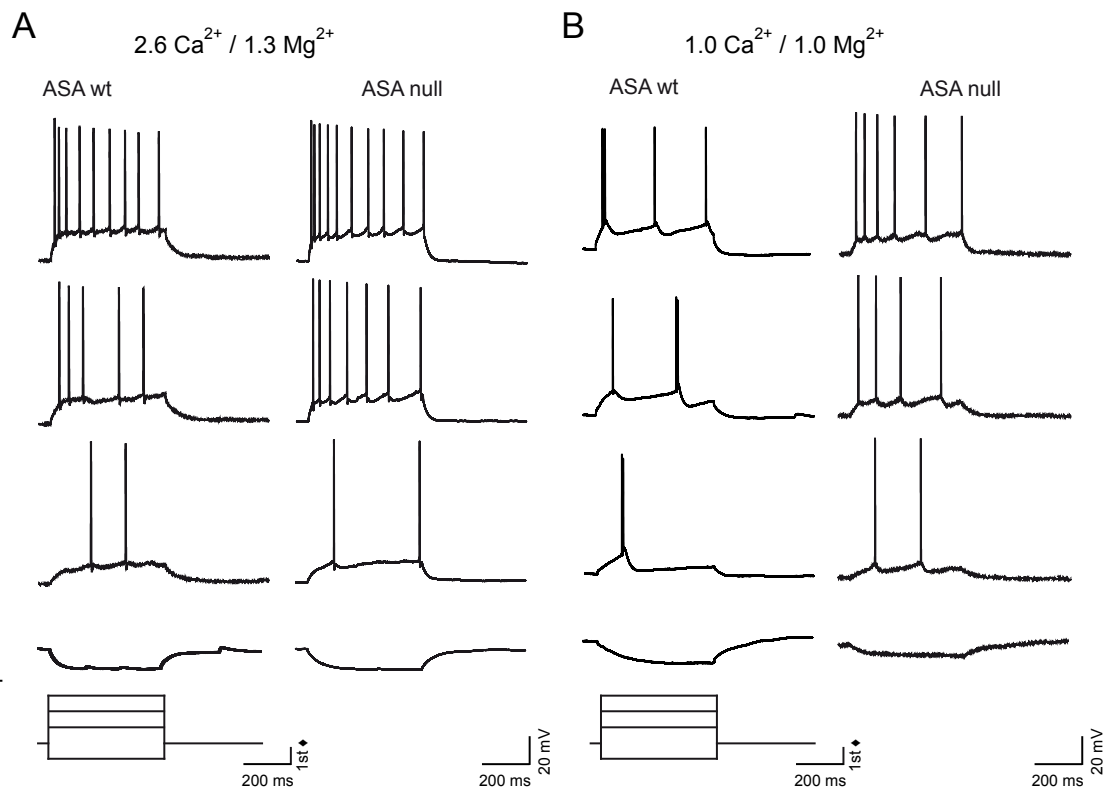 A
2.6 Ca²⁺ / 1.3 Mg²⁺
ASA wt
ASA null
200 ms
1st ♦
200 ms
20 mV
B
1.0 Ca²⁺ / 1.0 Mg²⁺
ASA wt
ASA null
200 ms
1st ♦
200 ms
20 mV